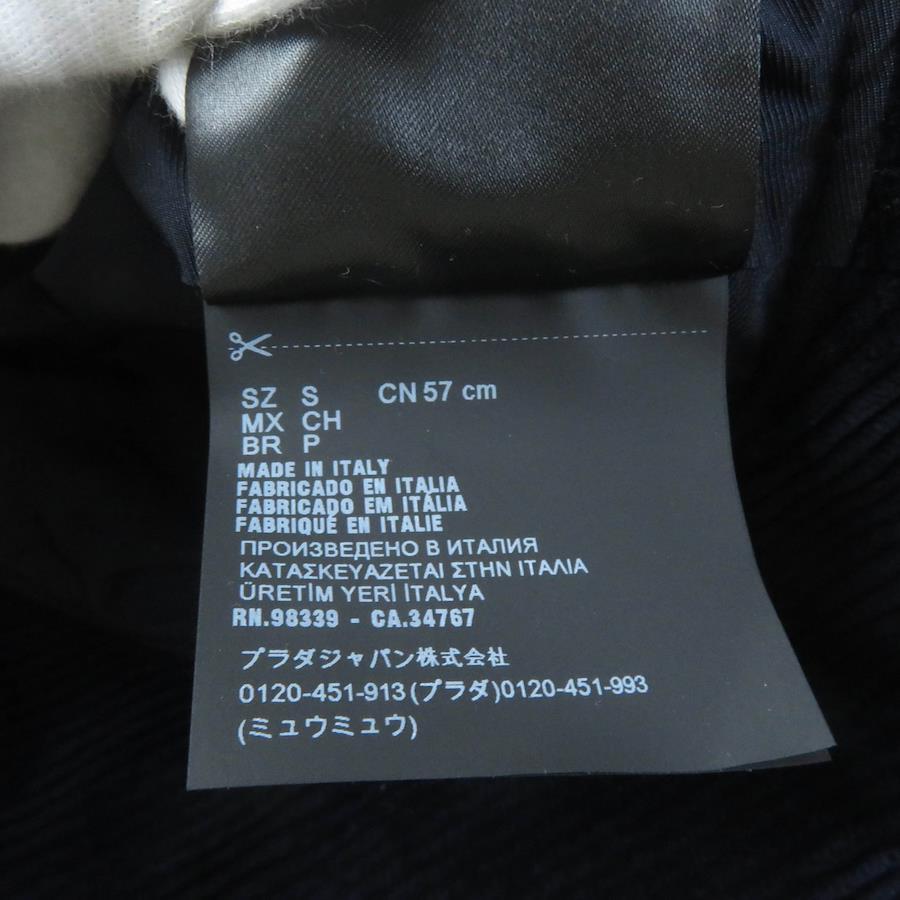 SZ S CN 57 cm
MX CH
BR P
MADE IN ITALY
FABRICADO EN ITALIA
FABRICADO EM ITÁLIA
FABRIQUÉ EN ITALIE
ПРОИЗВЕДЕНО В ИТАЛИЯ
ΚΑΤΑΣΚΕΥΑΖΕΤΑΙ ΣΤΗΝ ΙΤΑΛΙΑ
ÜRETİM YERİ İTALYA
RN.98339 - CA.34767
プラダジャパン株式会社
0120-451-913(プラダ)0120-451-993
(ミュウミュウ)